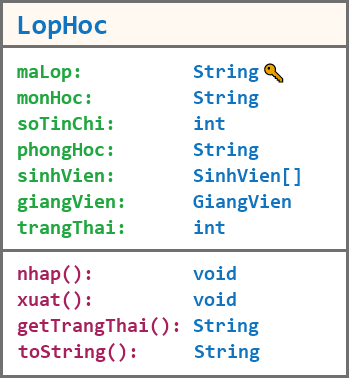 LopHoc
maLop: String
monHoc: String
soTinChi: int
phongHoc: String
sinhVien: SinhVien[]
giangVien: GiangVien
trangThai: int
nhap(): void
xuat(): void
getTrangThai(): String
toString(): String